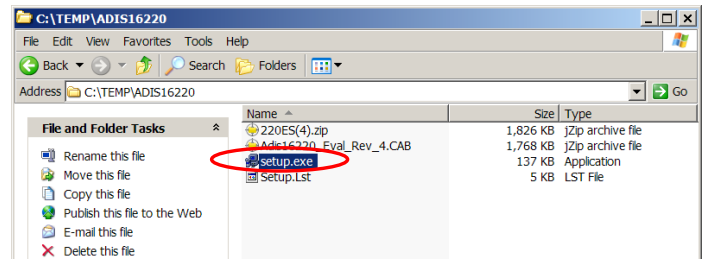 C:\TEMP\ADIS16220
File Edit View Favorites Tools Help
Back Search Folders
Address C:\TEMP\ADIS16220 Go
Name Size Type
File and Folder Tasks
220ES(4).zip 1,826 KB jZip archive file
Adis16220_Eval_Rev_4.CAB 1,768 KB jZip archive file
Rename this file
setup.exe 137 KB Application
Move this file
Setup.Lst 5 KB LST File
Copy this file
Publish this file to the Web
E-mail this file
Delete this file